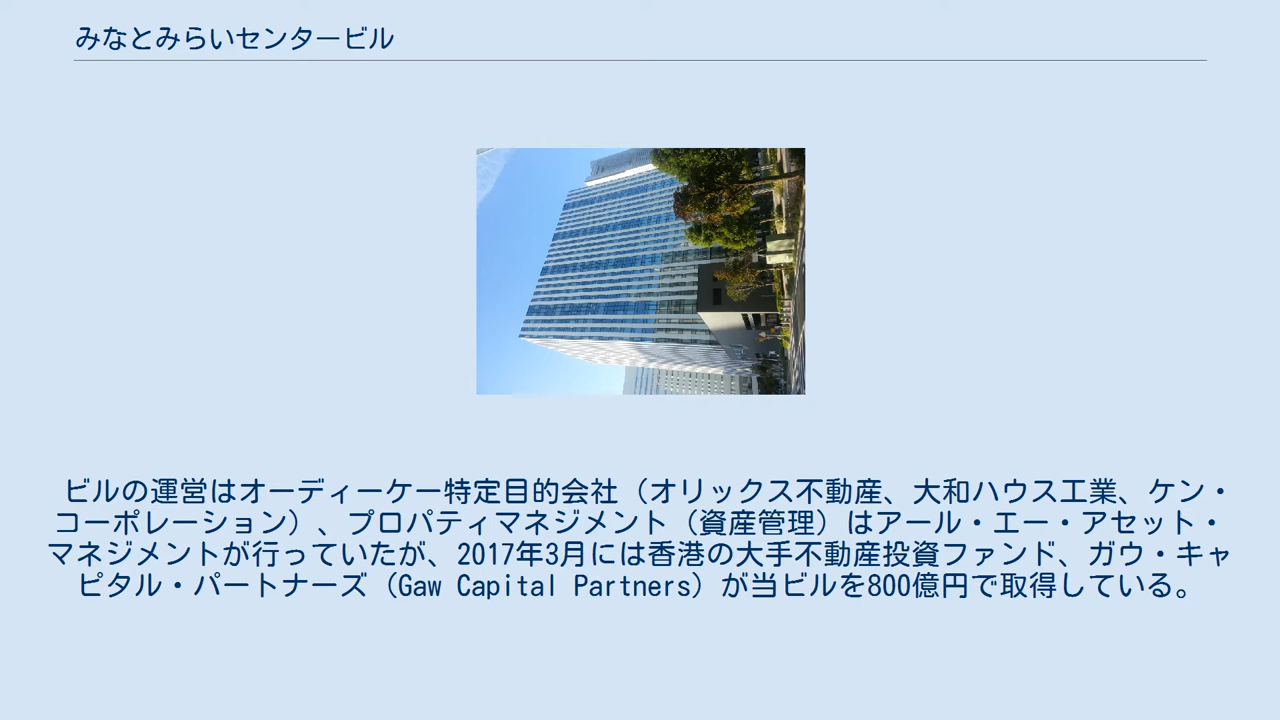 みなとみらいセンタービル
ビルの運営はオーディーケー特定目的会社（オリックス不動産、大和ハウス工業、ケン・
コーポレーション）、プロパティマネジメント（資産管理）はアール・エー・アセット・
マネジメントが行っていたが、2017年3月には香港の大手不動産投資ファンド、ガウ・キャ
ピタル・パートナーズ（Gaw Capital Partners）が当ビルを800億円で取得している。